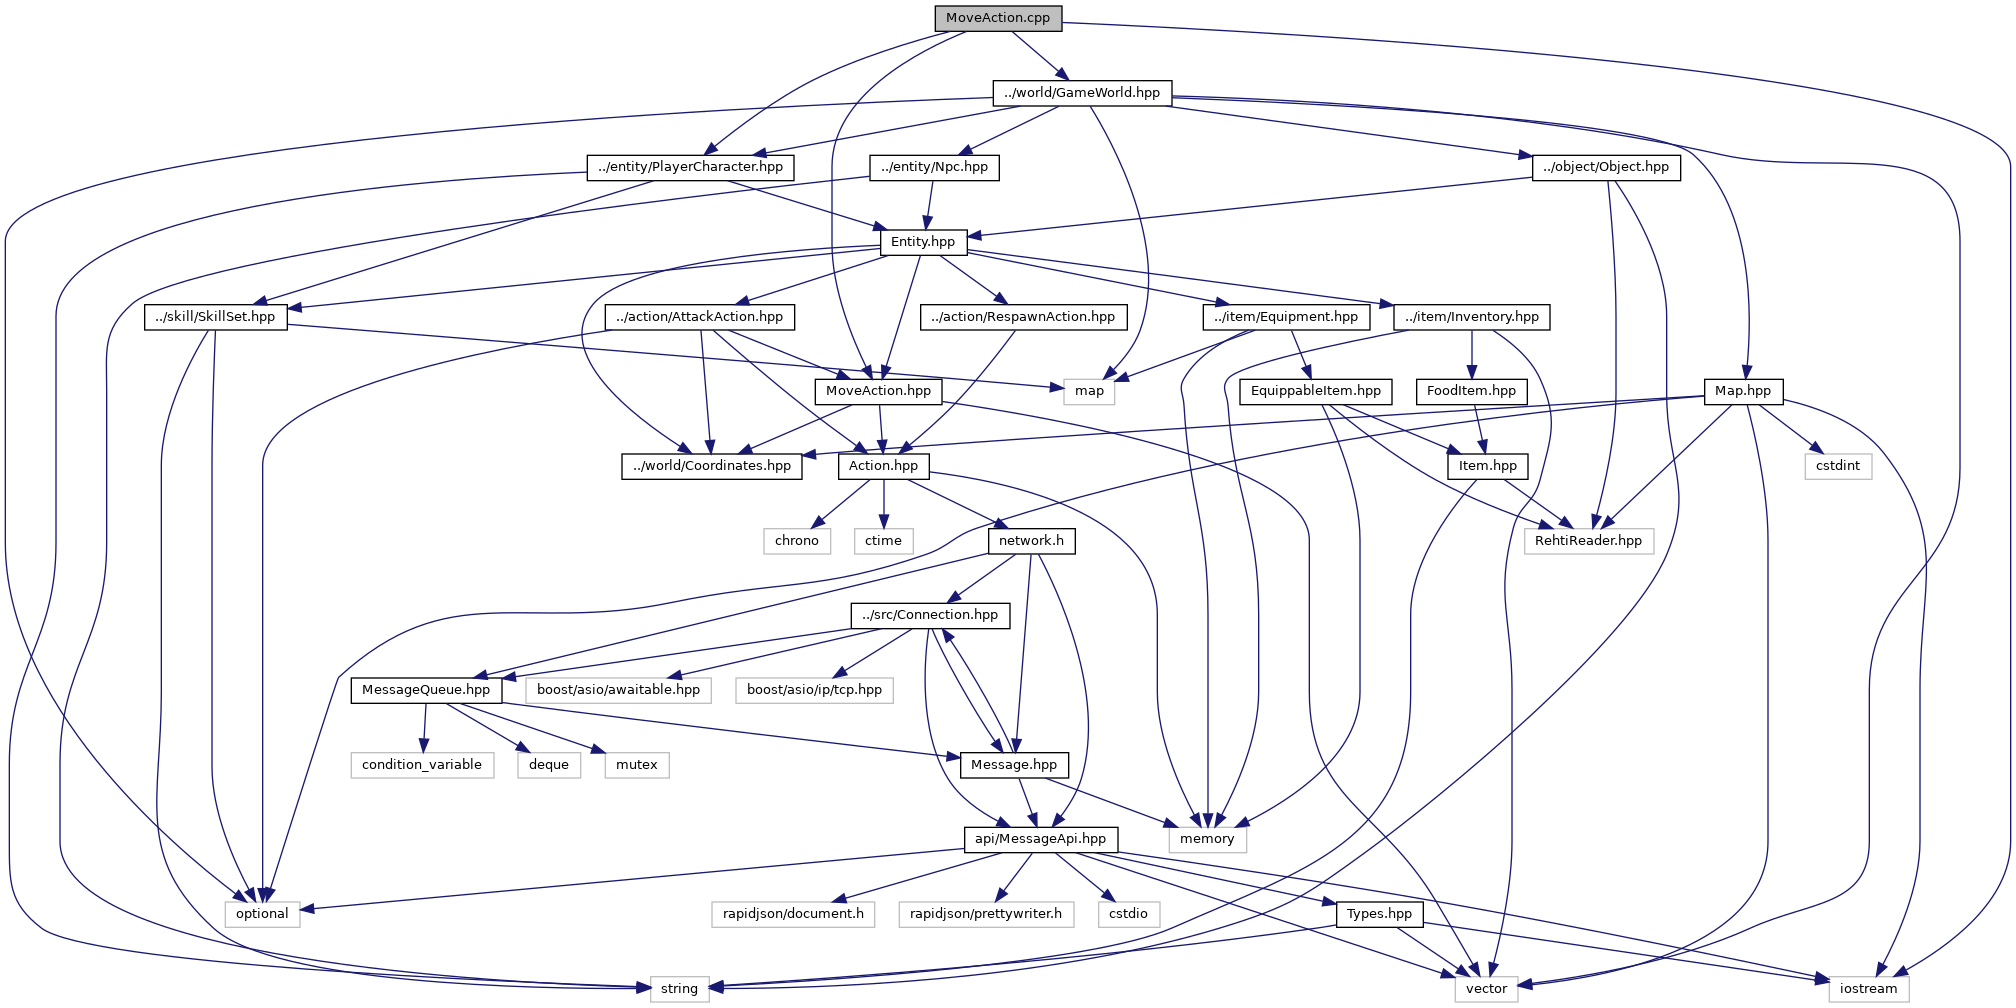 MoveAction.cpp
../world/GameWorld.hpp
../entity/PlayerCharacter.hpp
../entity/Npc.hpp
../object/Object.hpp
Entity.hpp
../skill/SkillSet.hpp
../action/AttackAction.hpp
../action/RespawnAction.hpp
../item/Equipment.hpp
../item/Inventory.hpp
MoveAction.hpp
map
EquippableItem.hpp
FoodItem.hpp
Map.hpp
../world/Coordinates.hpp
Action.hpp
Item.hpp
cstdint
chrono
ctime
network.h
RehtiReader.hpp
../src/Connection.hpp
MessageQueue.hpp
boost/asio/awaitable.hpp
boost/asio/ip/tcp.hpp
condition_variable
deque
mutex
Message.hpp
api/MessageApi.hpp
memory
optional
rapidjson/document.h
rapidjson/prettywriter.h
cstdio
Types.hpp
string
vector
iostream